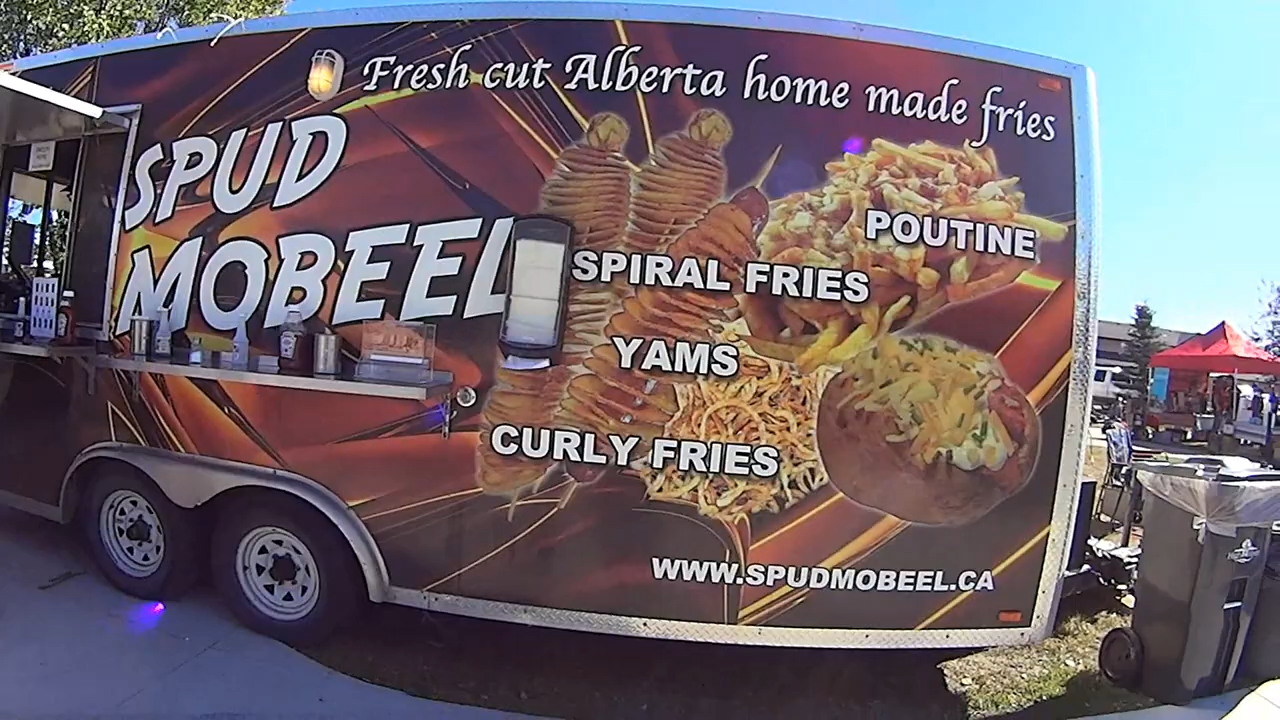 Fresh cut Alberta home made fries
SPUD
MOBEEL
POUTINE
SPIRAL FRIES
YAMS
CURLY FRIES
WWW.SPUDMOBEEL.CA